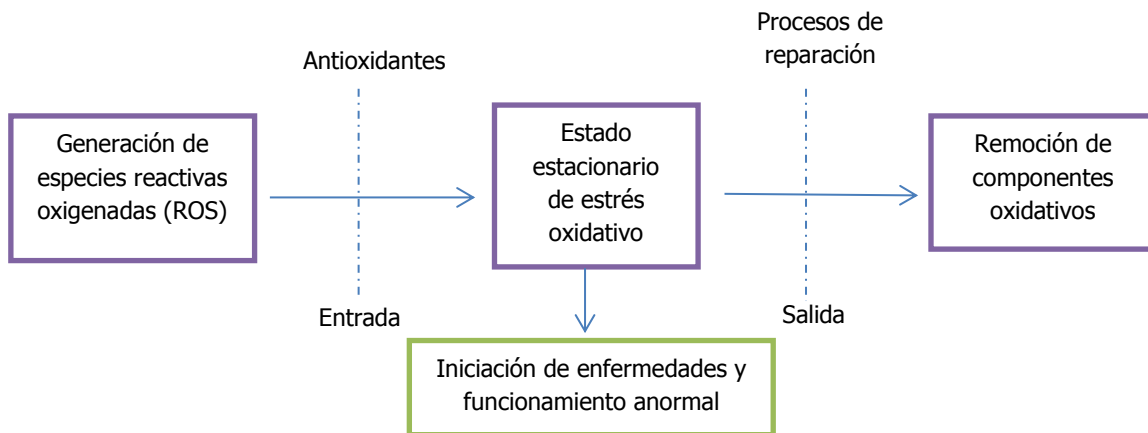 Procesos de
reparación
Antioxidantes
Generación de
especies reactivas
oxigenadas (ROS)
Estado
estacionario
de estrés
oxidativo
Remoción de
componentes
oxidativos
Entrada
Salida
Iniciación de enfermedades y
funcionamiento anormal